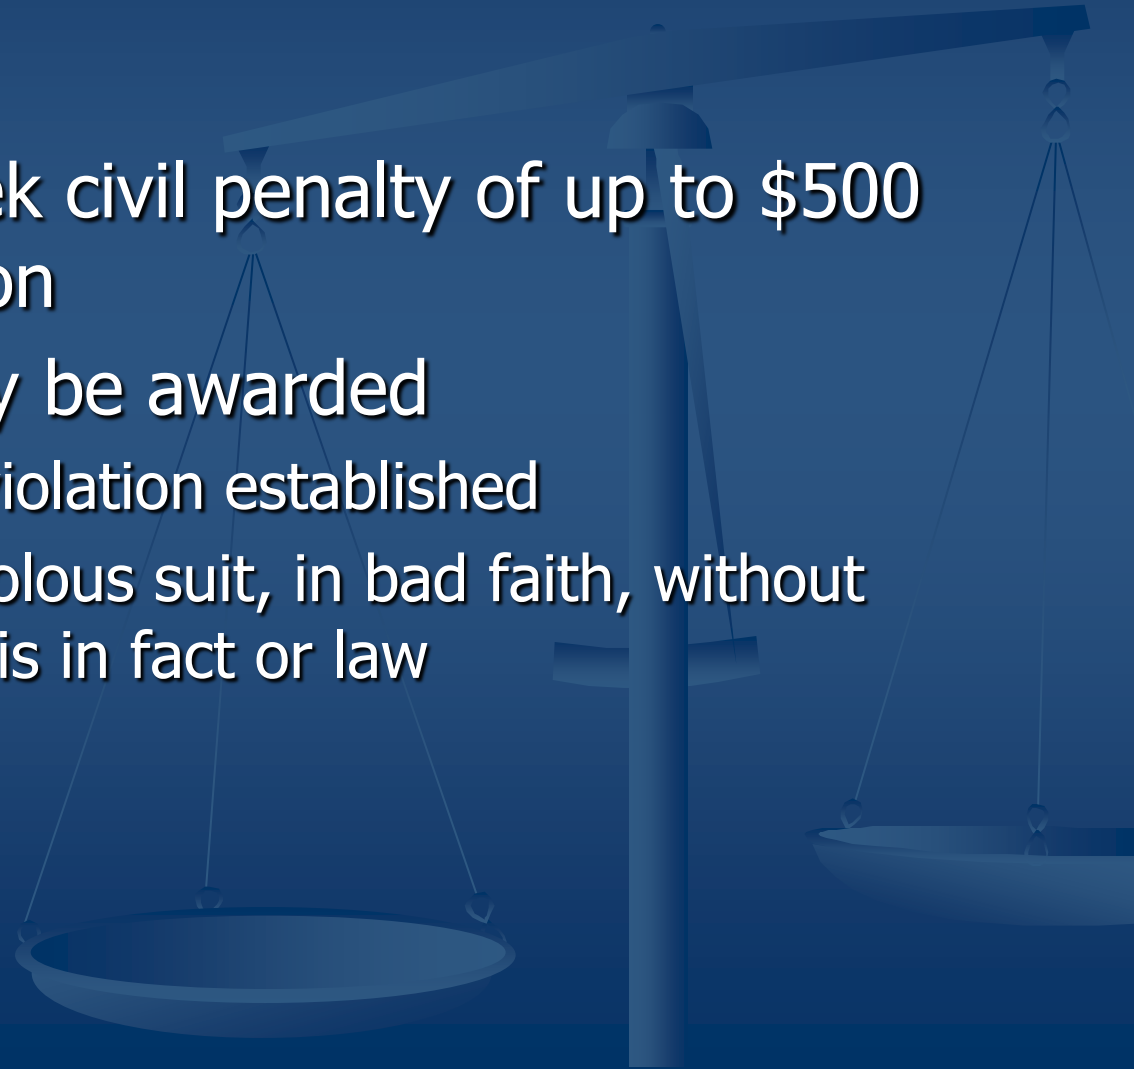 ek civil penalty of up to $500
on
y be awarded
violation established
olous suit, in bad faith, without
is in fact or law